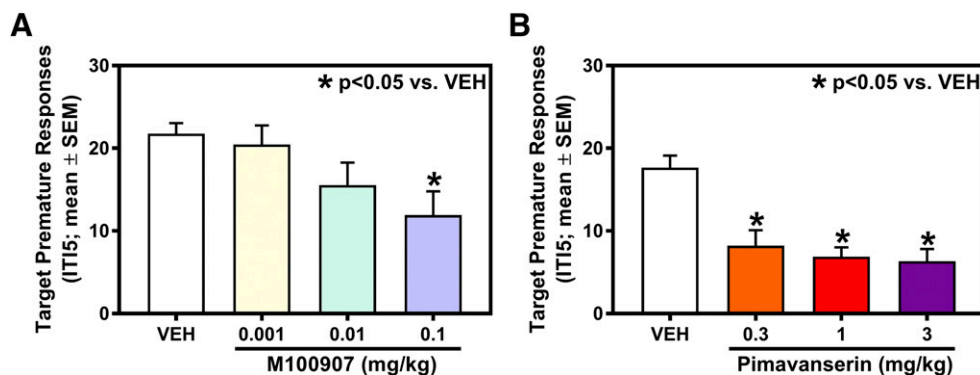 A
Target Premature Responses
(ITI5; mean ± SEM)
30
20
10
0
* p<0.05 vs. VEH
*
VEH 0.001 0.01 0.1
M100907 (mg/kg)
B
Target Premature Responses
(ITI5; mean ± SEM)
30
20
10
0
* p<0.05 vs. VEH
* * *
VEH 0.3 1 3
Pimavanserin (mg/kg)